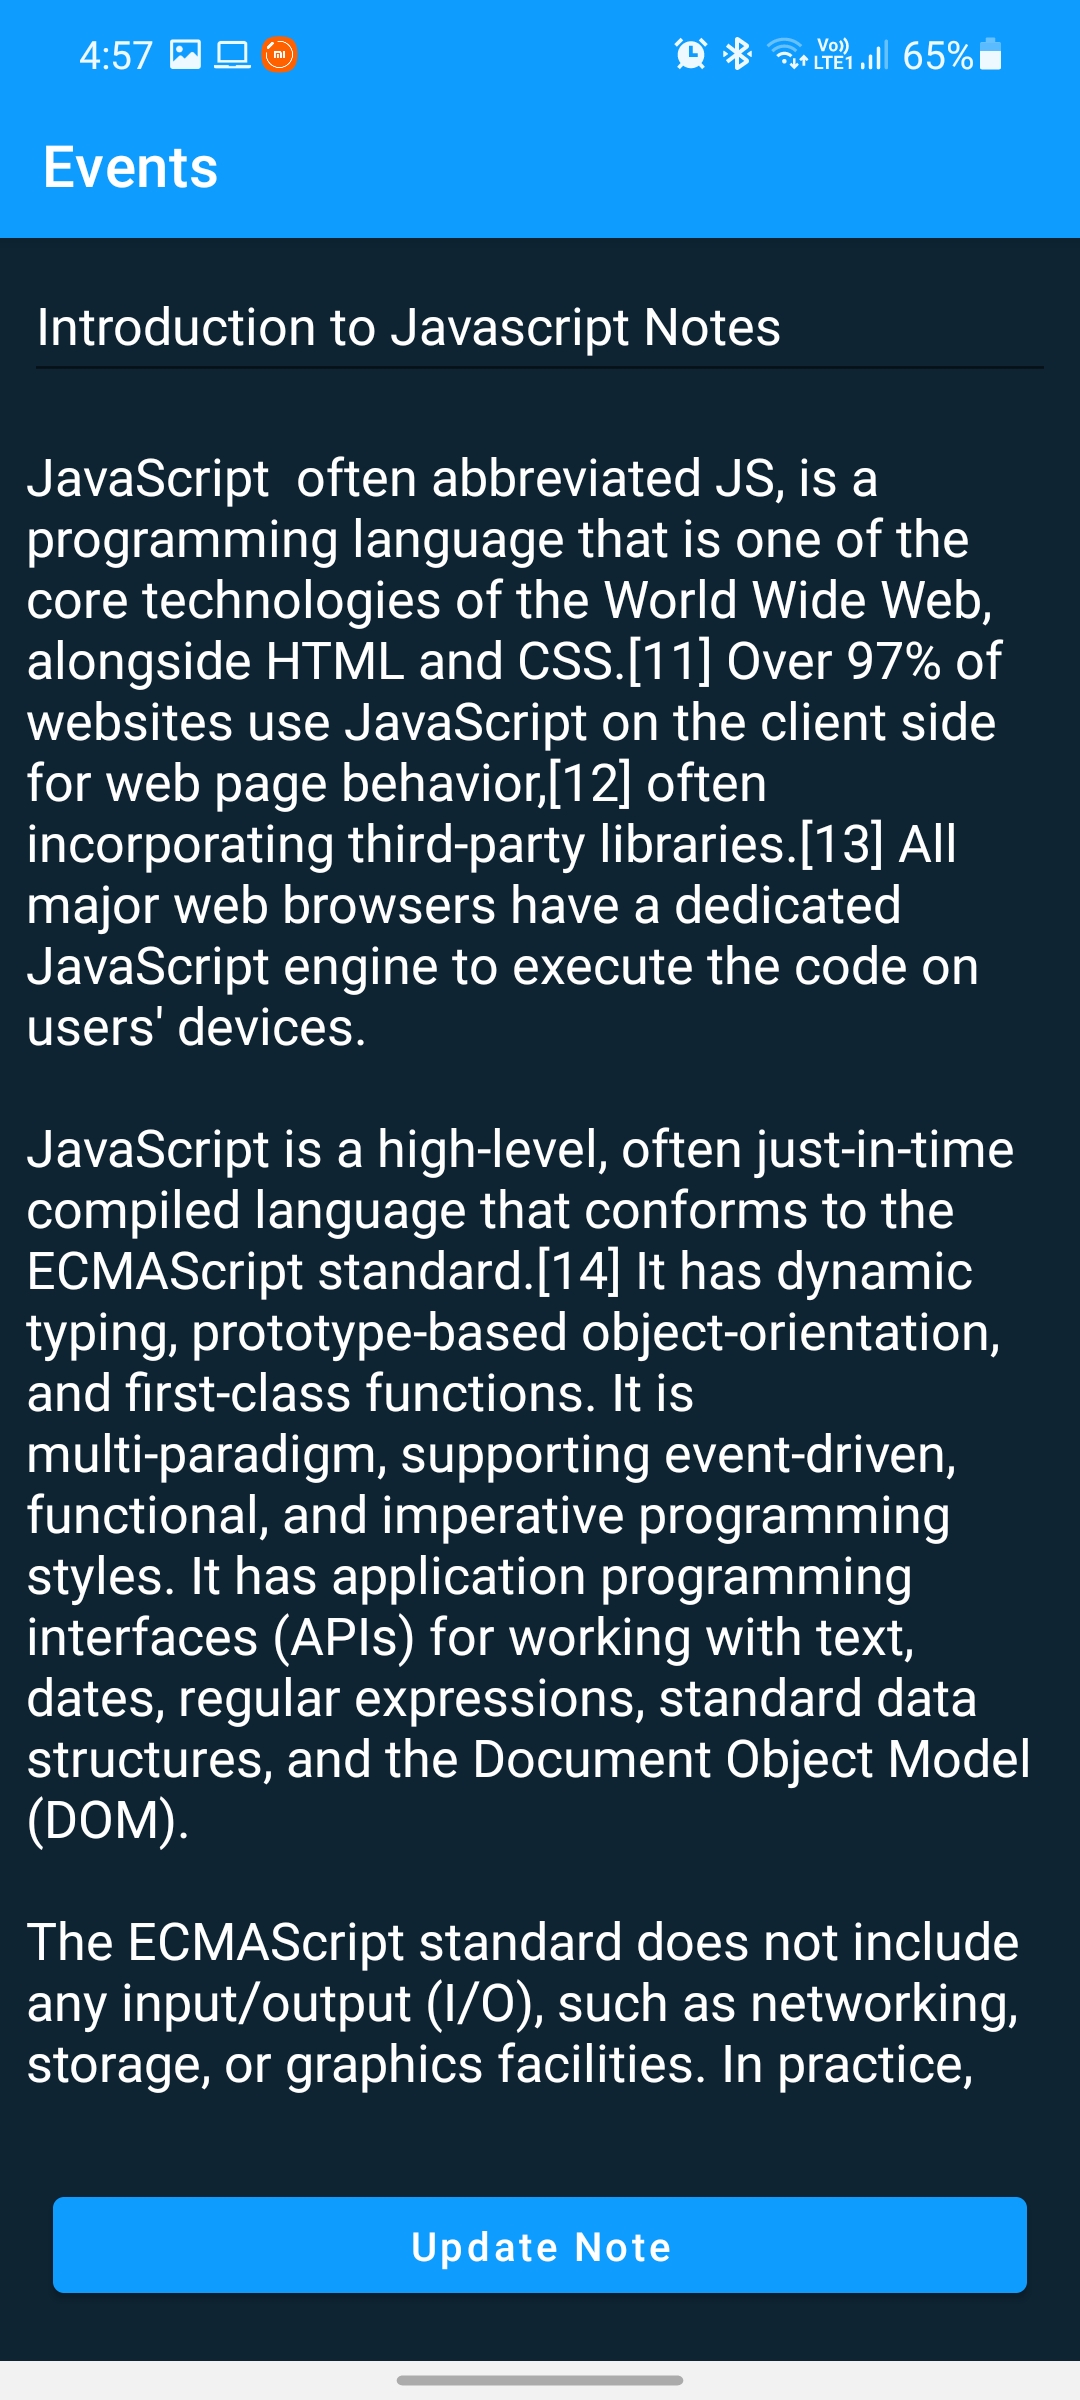 4:57
Vo)) LTE1 65%
Events
Introduction to Javascript Notes
JavaScript  often abbreviated JS, is a
programming language that is one of the
core technologies of the World Wide Web,
alongside HTML and CSS.[11] Over 97% of
websites use JavaScript on the client side
for web page behavior,[12] often
incorporating third-party libraries.[13] All
major web browsers have a dedicated
JavaScript engine to execute the code on
users' devices.
JavaScript is a high-level, often just-in-time
compiled language that conforms to the
ECMAScript standard.[14] It has dynamic
typing, prototype-based object-orientation,
and first-class functions. It is
multi-paradigm, supporting event-driven,
functional, and imperative programming
styles. It has application programming
interfaces (APIs) for working with text,
dates, regular expressions, standard data
structures, and the Document Object Model
(DOM).
The ECMAScript standard does not include
any input/output (I/O), such as networking,
storage, or graphics facilities. In practice,
Update Note